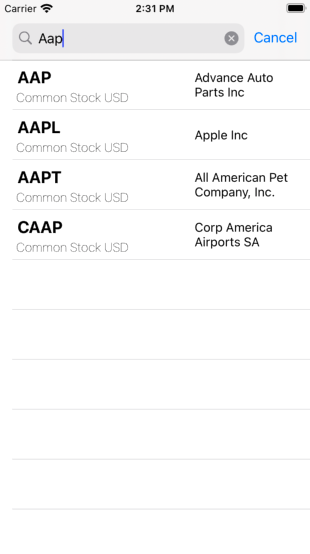 Carrier 2:31 PM
Aap Cancel
AAP
Common Stock USD
Advance Auto
Parts Inc
AAPL
Common Stock USD
Apple Inc
AAPT
Common Stock USD
All American Pet
Company, Inc.
CAAP
Common Stock USD
Corp America
Airports SA